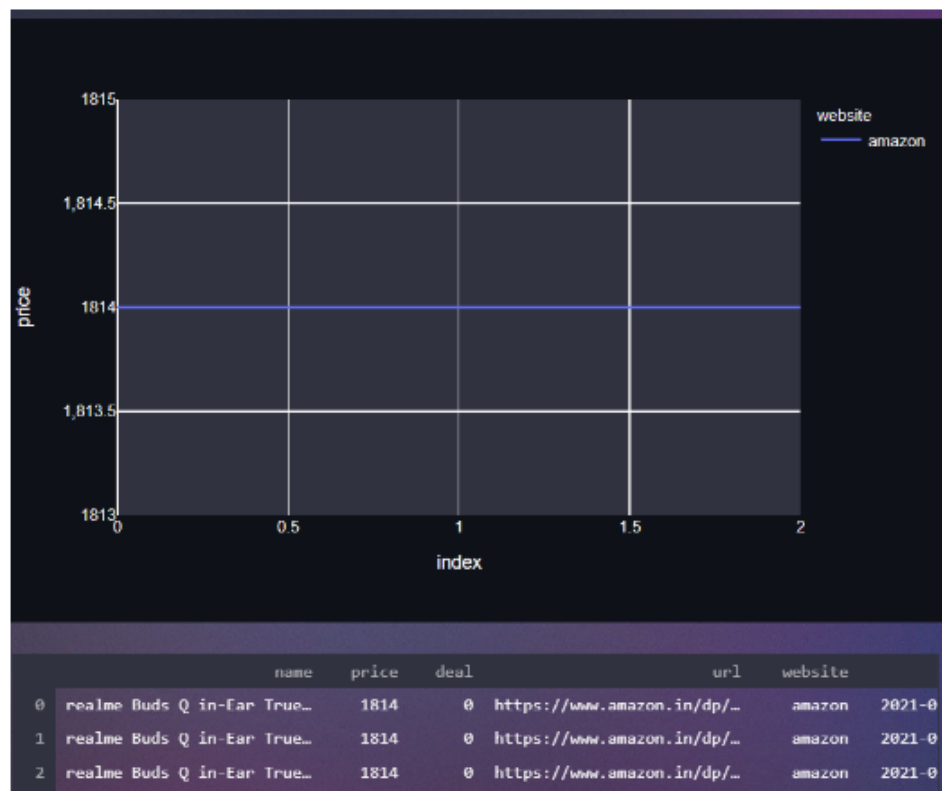 1815
website
amazon
1,814.5
price
1814
1,813.5
1813
0 0.5 1 1.5 2
index
name price deal url website
0 realme Buds Q in-Ear True… 1814 0 https://www.amazon.in/dp/… amazon 2021-0
1 realme Buds Q in-Ear True… 1814 0 https://www.amazon.in/dp/… amazon 2021-0
2 realme Buds Q in-Ear True… 1814 0 https://www.amazon.in/dp/… amazon 2021-0